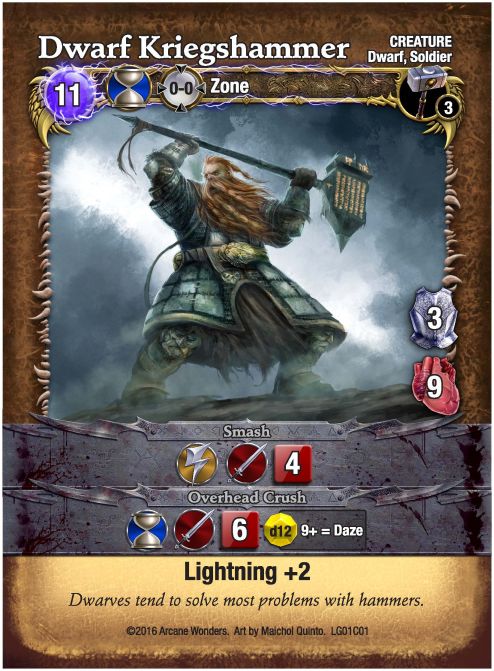 Dwarf Kriegshammer
CREATURE
Dwarf, Soldier
11
0-0 Zone
3
3
9
Smash
4
Overhead Crush
6 d12 9+ = Daze
Lightning +2
Dwarves tend to solve most problems with hammers.
©2016 Arcane Wonders. Art by Maichol Quinto. LG01C01